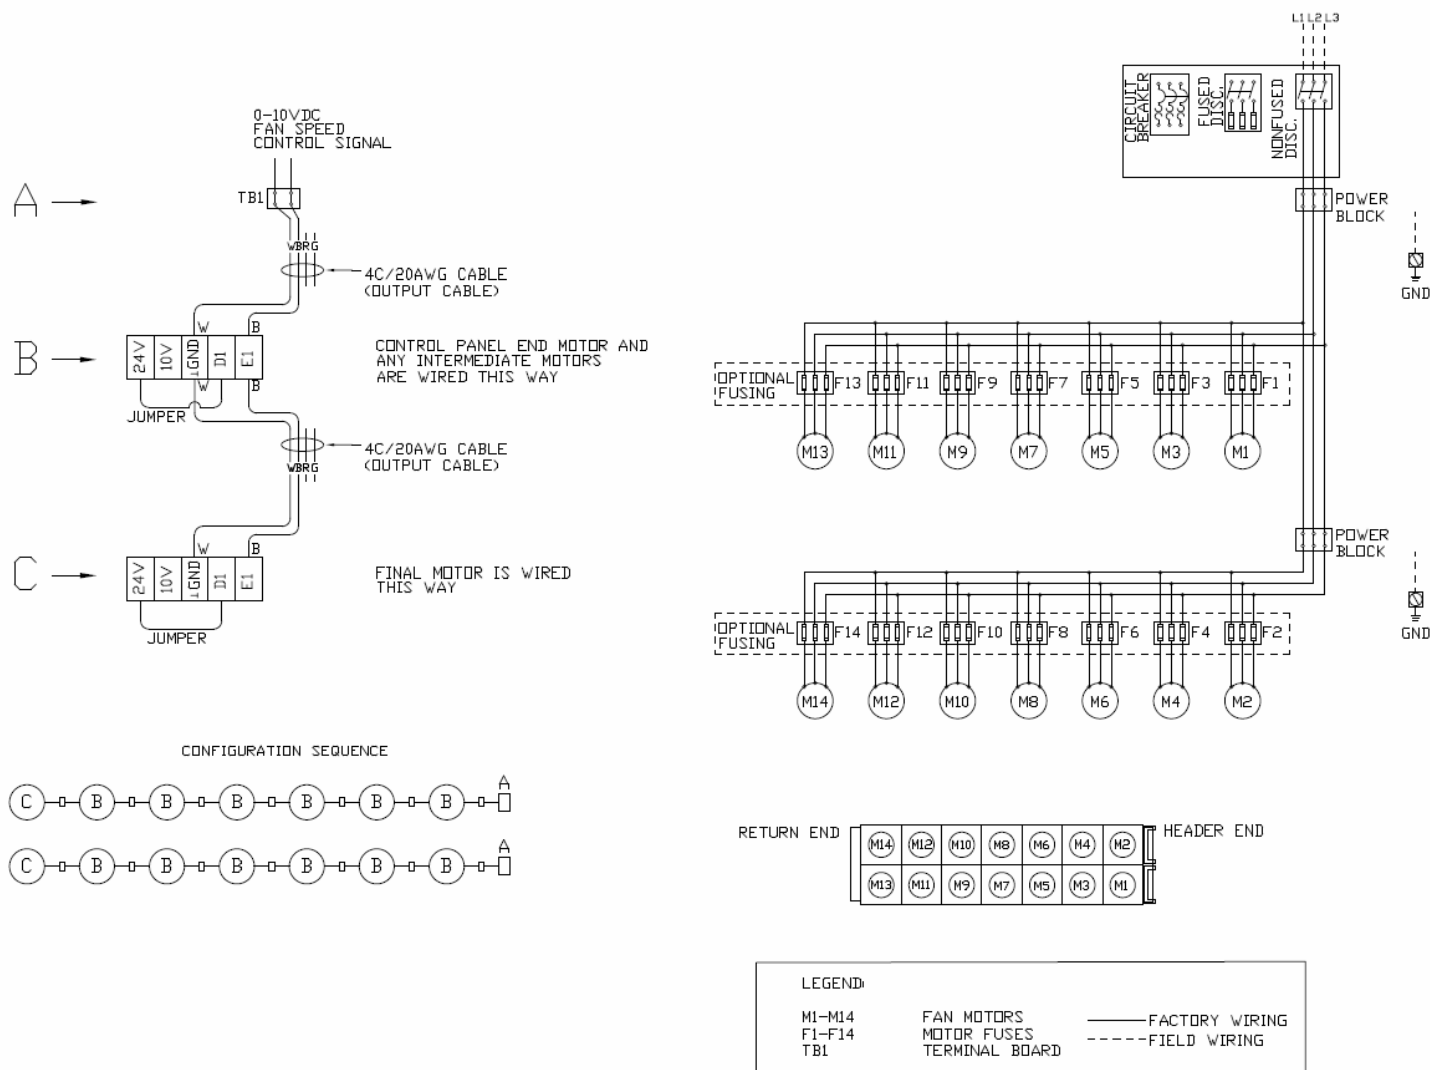 0-10VDC
FAN SPEED
CONTROL SIGNAL
A
TB1
WBRG
4C/20AWG CABLE
(OUTPUT CABLE)
W
B
B
24V
10V
⊥GND
D1
E1
CONTROL PANEL END MOTOR AND
ANY INTERMEDIATE MOTORS
ARE WIRED THIS WAY
W
B
JUMPER
4C/20AWG CABLE
(OUTPUT CABLE)
WBRG
W
B
C
24V
10V
⊥GND
D1
E1
FINAL MOTOR IS WIRED
THIS WAY
JUMPER
CONFIGURATION SEQUENCE
C B B B B B B A
C B B B B B B A
L1 L2 L3
CIRCUIT
BREAKER
FUSED
DISC.
NONFUSED
DISC.
POWER
BLOCK
GND
OPTIONAL
FUSING
F13 F11 F9 F7 F5 F3 F1
M13 M11 M9 M7 M5 M3 M1
POWER
BLOCK
GND
OPTIONAL
FUSING
F14 F12 F10 F8 F6 F4 F2
M14 M12 M10 M8 M6 M4 M2
RETURN END
HEADER END
M14 M12 M10 M8 M6 M4 M2
M13 M11 M9 M7 M5 M3 M1
LEGEND:
M1-M14 FAN MOTORS FACTORY WIRING
F1-F14 MOTOR FUSES FIELD WIRING
TB1 TERMINAL BOARD